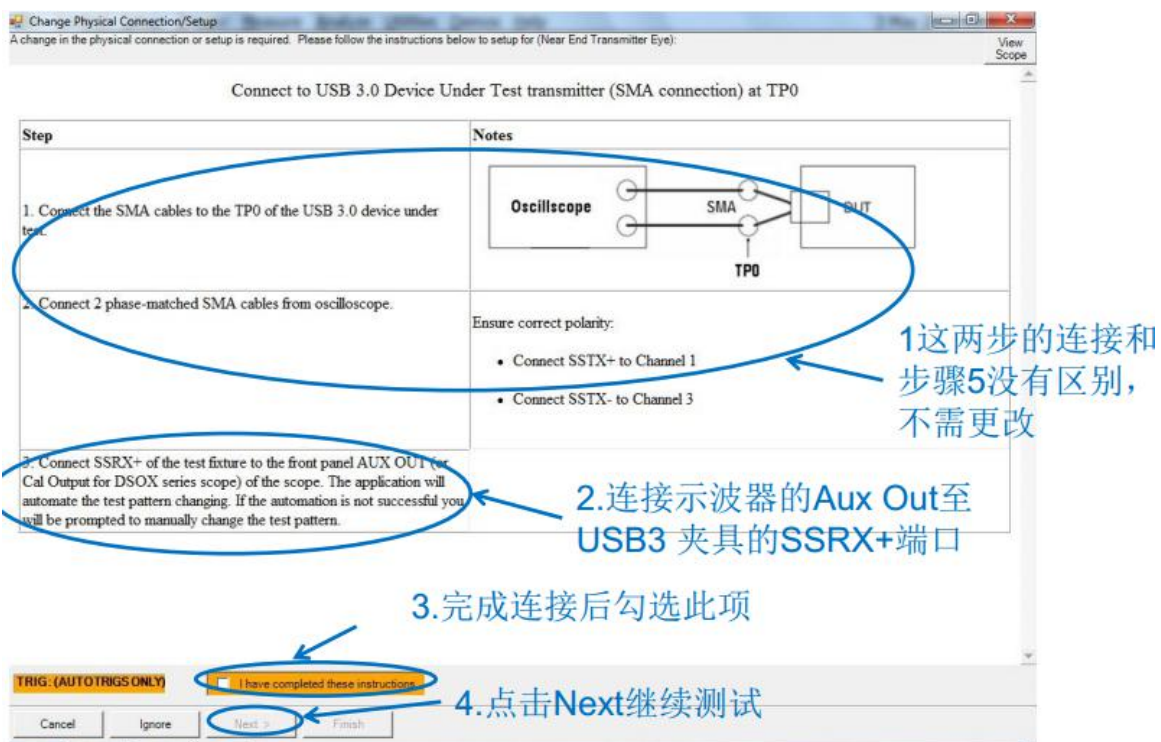 Change Physical Connection/Setup
A change in the physical connection or setup is required. Please follow the instructions below to setup for (Near End Transmitter Eye):
View
Scope
Connect to USB 3.0 Device Under Test transmitter (SMA connection) at TP0
Step
Notes
1. Connect the SMA cables to the TP0 of the USB 3.0 device under
test.
Oscillscope
SMA
DUT
TP0
2. Connect 2 phase-matched SMA cables from oscilloscope.
Ensure correct polarity:
• Connect SSTX+ to Channel 1
• Connect SSTX- to Channel 3
1这两步的连接和
步骤5没有区别，
不需更改
3. Connect SSRX+ of the test fixture to the front panel AUX OUT (or
Cal Output for DSOX series scope) of the scope. The application will
automate the test pattern changing. If the automation is not successful you
will be prompted to manually change the test pattern.
2.连接示波器的Aux Out至
USB3 夹具的SSRX+端口
3.完成连接后勾选此项
TRIG: (AUTOTRIGS ONLY)
I have completed these instructions
4.点击Next继续测试
Cancel
Ignore
Next >
Finish